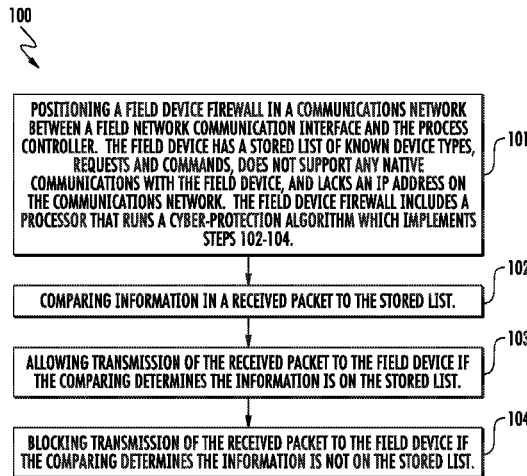 100
POSITIONING A FIELD DEVICE FIREWALL IN A COMMUNICATIONS NETWORK
BETWEEN A FIELD NETWORK COMMUNICATION INTERFACE AND THE PROCESS
CONTROLLER. THE FIELD DEVICE HAS A STORED LIST OF KNOWN DEVICE TYPES,
REQUESTS AND COMMANDS, DOES NOT SUPPORT ANY NATIVE
COMMUNICATIONS WITH THE FIELD DEVICE, AND LACKS AN IP ADDRESS ON
THE COMMUNICATIONS NETWORK. THE FIELD DEVICE FIREWALL INCLUDES A
PROCESSOR THAT RUNS A CYBER-PROTECTION ALGORITHM WHICH IMPLEMENTS
STEPS 102-104.
101
102
COMPARING INFORMATION IN A RECEIVED PACKET TO THE STORED LIST.
103
ALLOWING TRANSMISSION OF THE RECEIVED PACKET TO THE FIELD DEVICE IF
THE COMPARING DETERMINES THE INFORMATION IS ON THE STORED LIST.
104
BLOCKING TRANSMISSION OF THE RECEIVED PACKET TO THE FIELD DEVICE IF
THE COMPARING DETERMINES THE INFORMATION IS NOT ON THE STORED LIST.